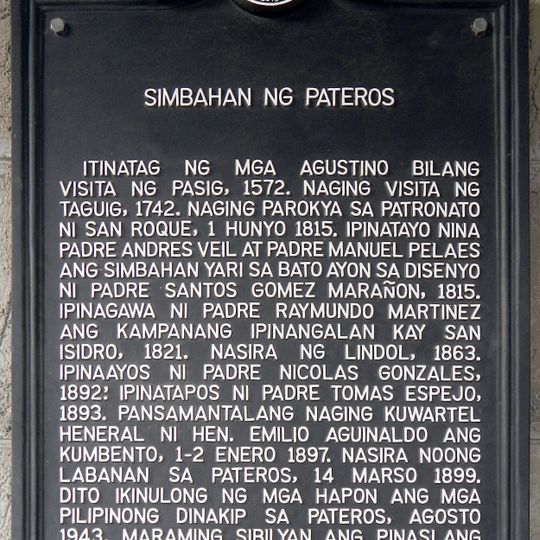 SIMBAHAN NG PATEROS
ITINATAG NG MGA AGUSTINO BILANG
VISITA NG PASIG, 1572. NAGING VISITA NG
TAGUIG, 1742. NAGING PAROKYA SA PATRONATO
NI SAN ROQUE, 1 HUNYO 1815. IPINATAYO NINA
PADRE ANDRES VEIL AT PADRE MANUEL PELAES
ANG SIMBAHAN YARI SA BATO AYON SA DISENYO
NI PADRE SANTOS GOMEZ MARAÑON, 1815.
IPINAGAWA NI PADRE RAYMUNDO MARTINEZ
ANG KAMPANANG IPINANGALAN KAY SAN
ISIDRO, 1821. NASIRA NG LINDOL, 1863.
IPINAAYOS NI PADRE NICOLAS GONZALES,
1892; IPINATAPOS NI PADRE TOMAS ESPEJO,
1893. PANSAMANTALANG NAGING KUWARTEL
HENERAL NI HEN. EMILIO AGUINALDO ANG
KUMBENTO, 1-2 ENERO 1897. NASIRA NOONG
LABANAN SA PATEROS, 14 MARSO 1899.
DITO IKINULONG NG MGA HAPON ANG MGA
PILIPINONG DINAKIP SA PATEROS, AGOSTO
1943. MARAMING SIBILYAN ANG PINASLANG